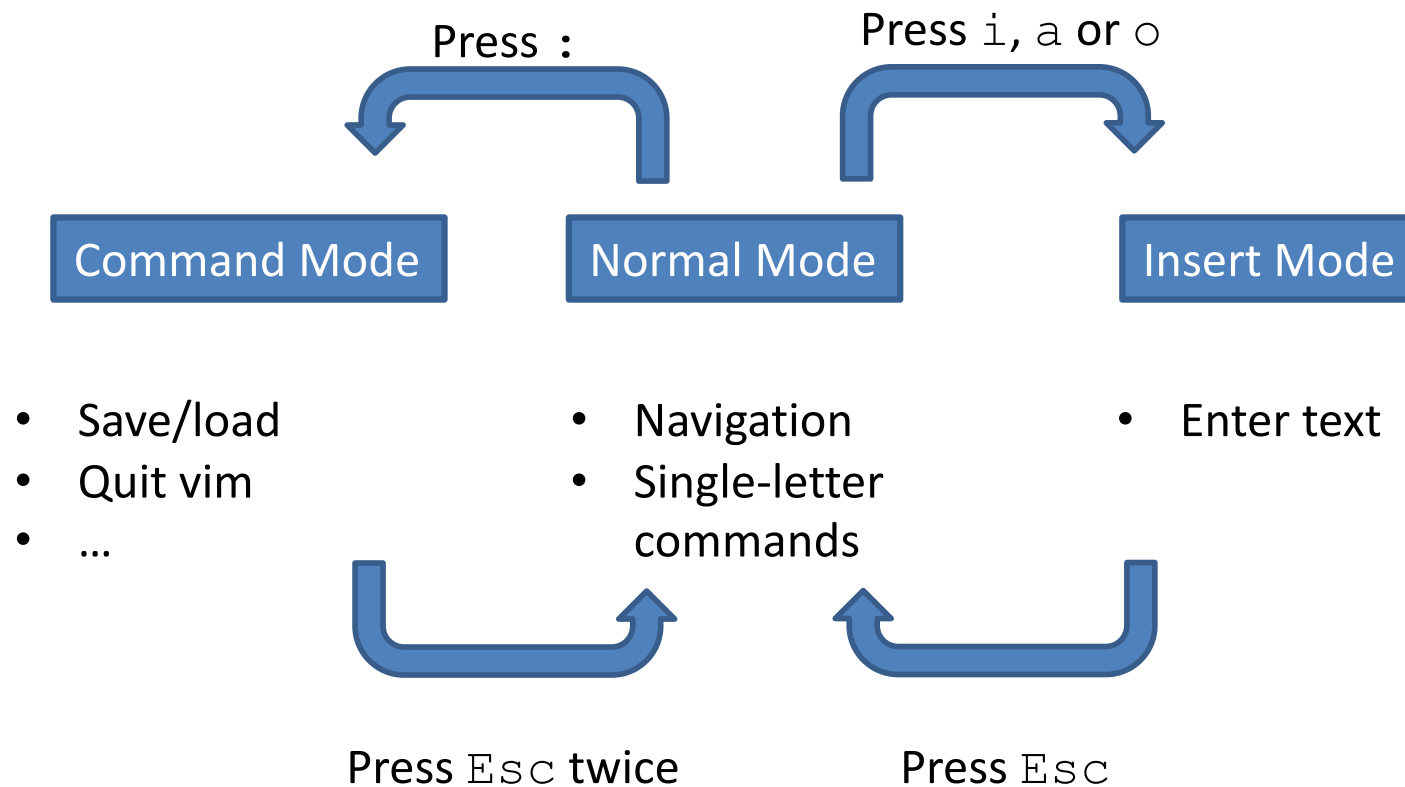 Press :
Press i, a or o
Command Mode
Normal Mode
Insert Mode
• Save/load
• Quit vim
• …
• Navigation
• Single-letter
commands
• Enter text
Press Esc twice
Press Esc